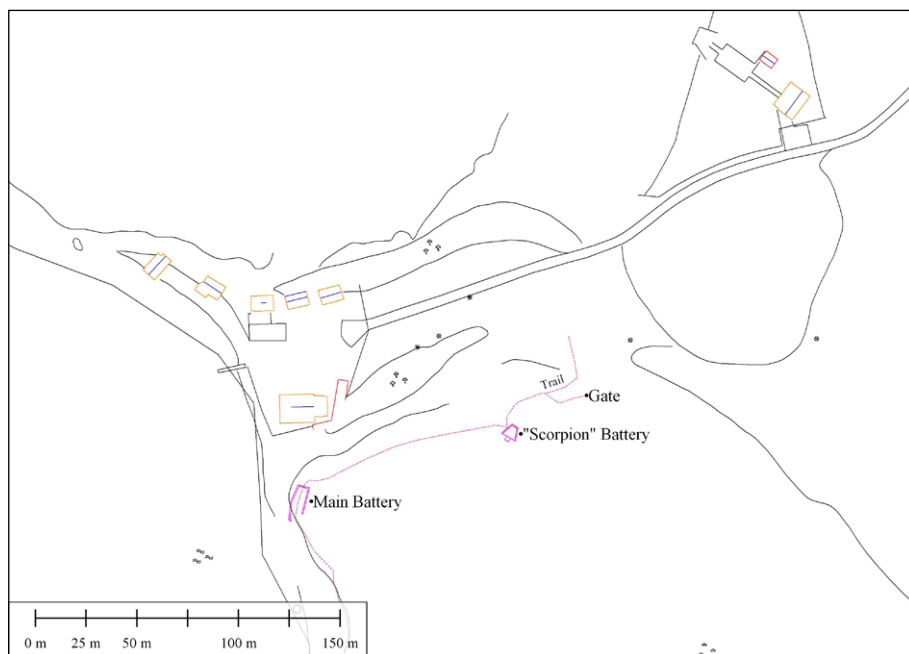 Trail
•Gate
•"Scorpion" Battery
•Main Battery
0 m 25 m 50 m 100 m 150 m